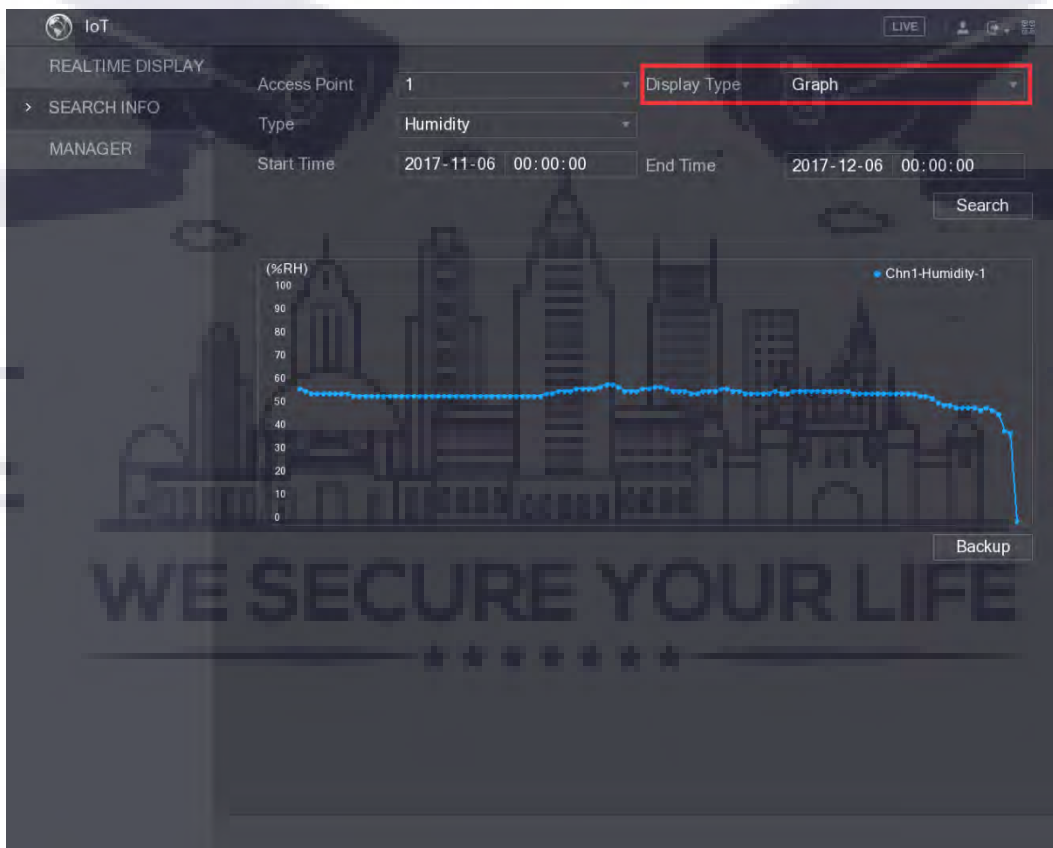 IoT
LIVE
REALTIME DISPLAY
SEARCH INFO
MANAGER
Access Point 1 Display Type Graph
Type Humidity
Start Time 2017-11-06 00:00:00 End Time 2017-12-06 00:00:00
Search
(%RH)
Chn1-Humidity-1
100
90
80
70
60
50
40
30
20
10
0
Backup
WE SECURE YOUR LIFE